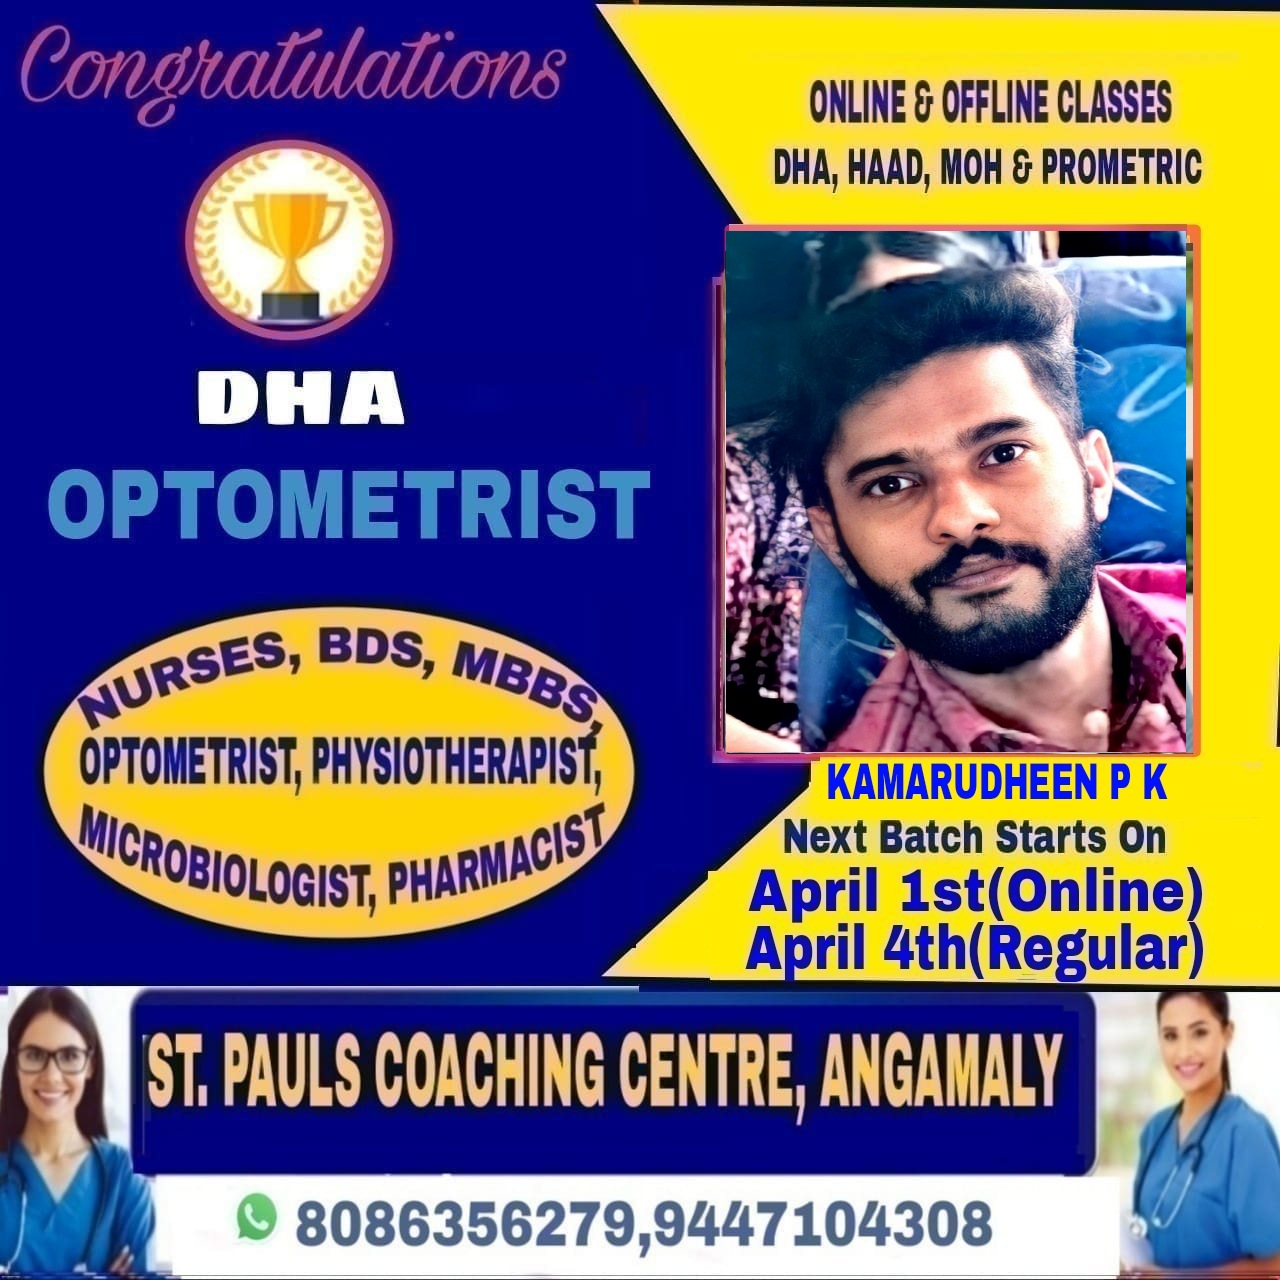 Congratulations
DHA
OPTOMETRIST
NURSES, BDS, MBBS,
OPTOMETRIST, PHYSIOTHERAPIST,
MICROBIOLOGIST, PHARMACIST
ONLINE & OFFLINE CLASSES
DHA, HAAD, MOH & PROMETRIC
KAMARUDHEEN P K
Next Batch Starts On
April 1st(Online)
April 4th(Regular)
ST. PAULS COACHING CENTRE, ANGAMALY
8086356279,9447104308